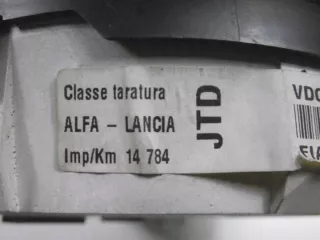 Classe taratura
ALFA – LANCIA
Imp/Km 14 784
JTD
VDO